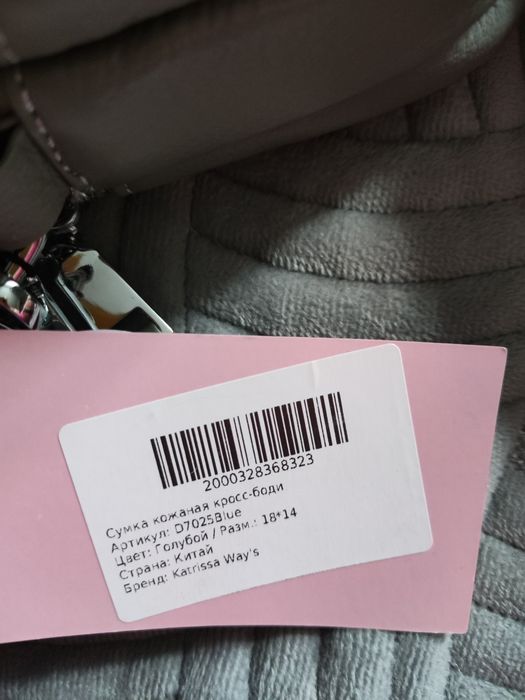 2000328368323
Сумка кожаная кросс-боди
Артикул: D7025Blue
Цвет: Голубой / Разм.: 18*14
Страна: Китай
Бренд: Katrissa Way's